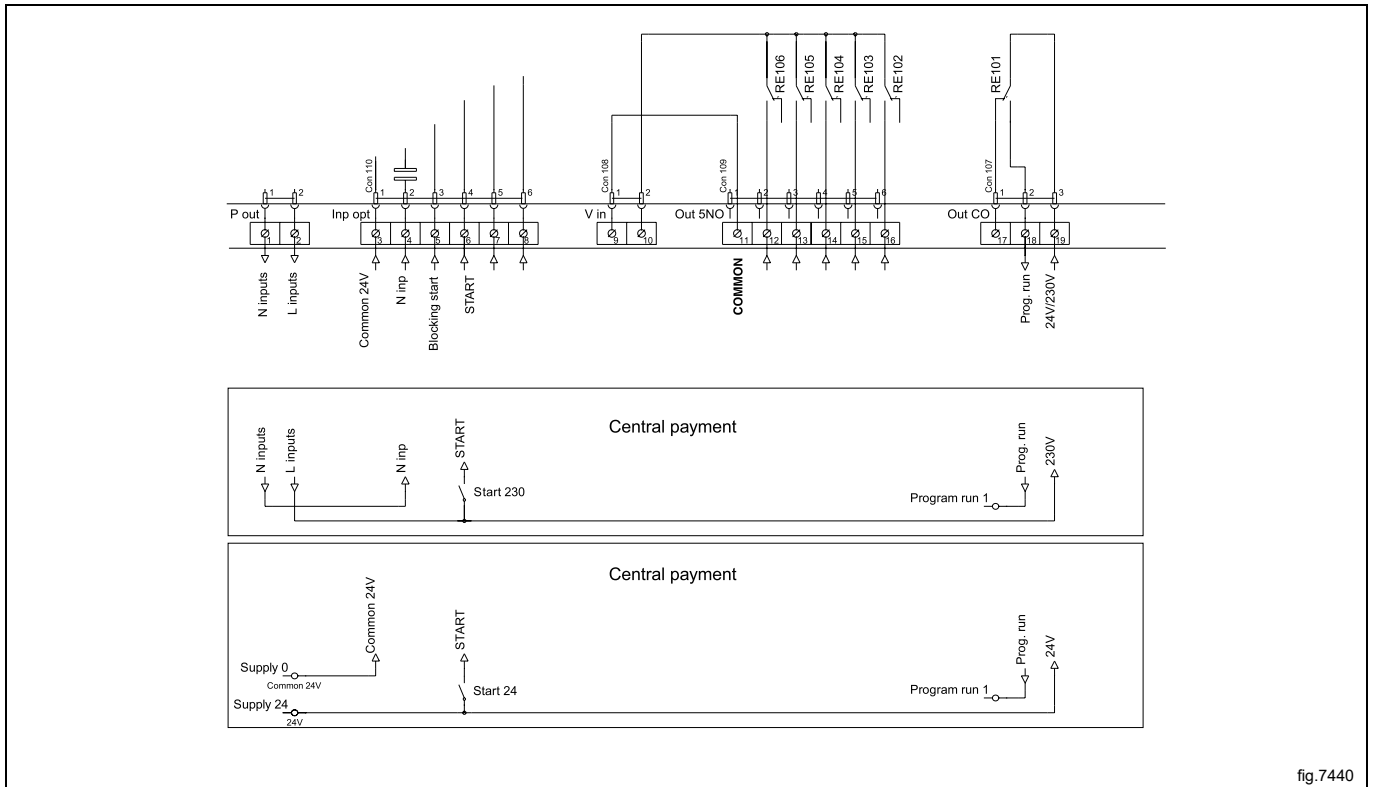 RE106
RE105
RE104
RE103
RE102
RE101
Con 110
Con 108
Con 109
Con 107
1 2
1 2 3 4 5 6
1 2
1 2 3 4 5 6
1 2 3
P out
Inp opt
V in
Out 5NO
Out CO
1 2
3 4 5 6 7 8
9 10
11 12 13 14 15 16
17 18 19
N inputs
L inputs
Common 24V
N inp
Blocking start
START
COMMON
Prog. run
24V/230V
Central payment
N inputs
L inputs
N inp
START
Start 230
Program run 1
Prog. run
230V
Central payment
Common 24V
START
Supply 0
Common 24V
Supply 24
24V
Start 24
Program run 1
Prog. run
24V
fig.7440